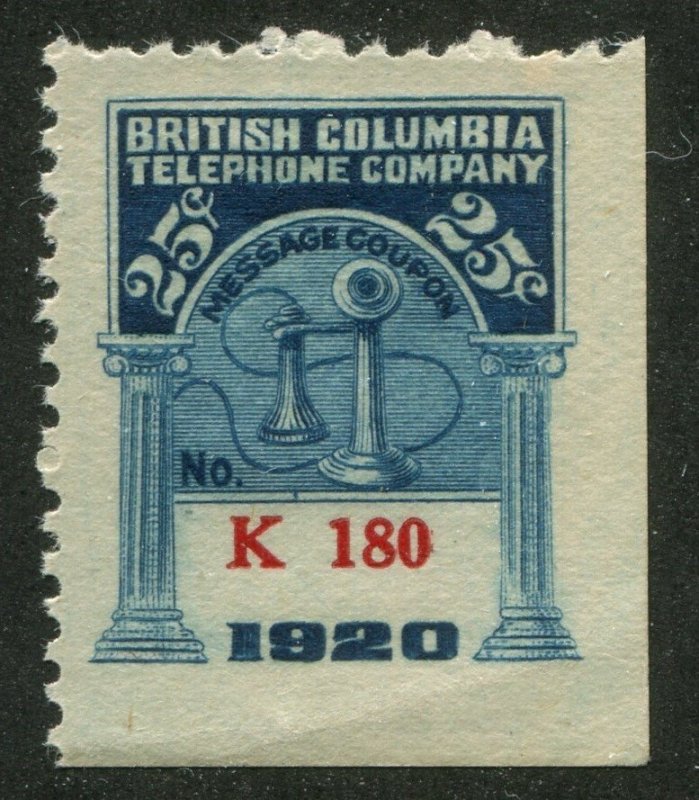 BRITISH COLUMBIA
TELEPHONE COMPANY
25¢ 25¢
MESSAGE COUPON
No.
K 180
1920